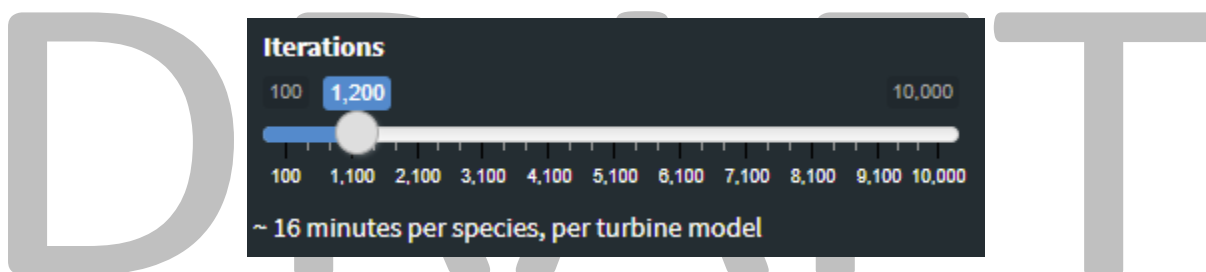 DRAFT
Iterations
100 1,200 10,000
100 1,100 2,100 3,100 4,100 5,100 6,100 7,100 8,100 9,100 10,000
~ 16 minutes per species, per turbine model